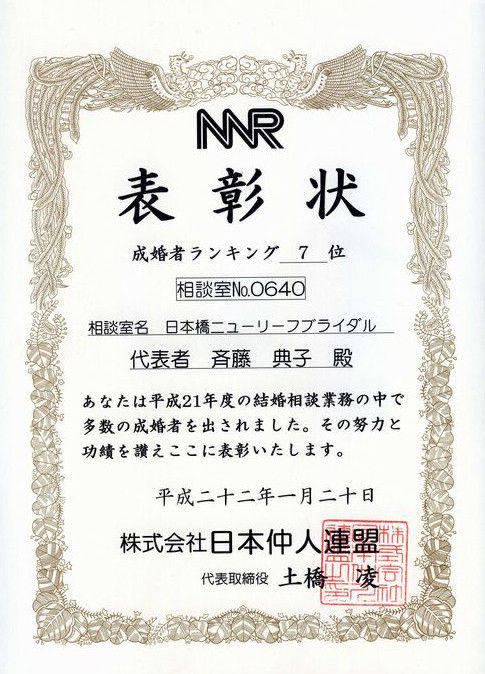 NNR
表彰状
成婚者ランキング 7 位
相談室No.0640
相談室名 日本橋ニューリーフブライダル
代表者 斉藤 典子 殿
あなたは平成21年度の結婚相談業務の中で
多数の成婚者を出されました。その努力と
功績を讃えここに表彰いたします。
平成二十二年一月二十日
株式会社日本仲人連盟
代表取締役 土橋 凌